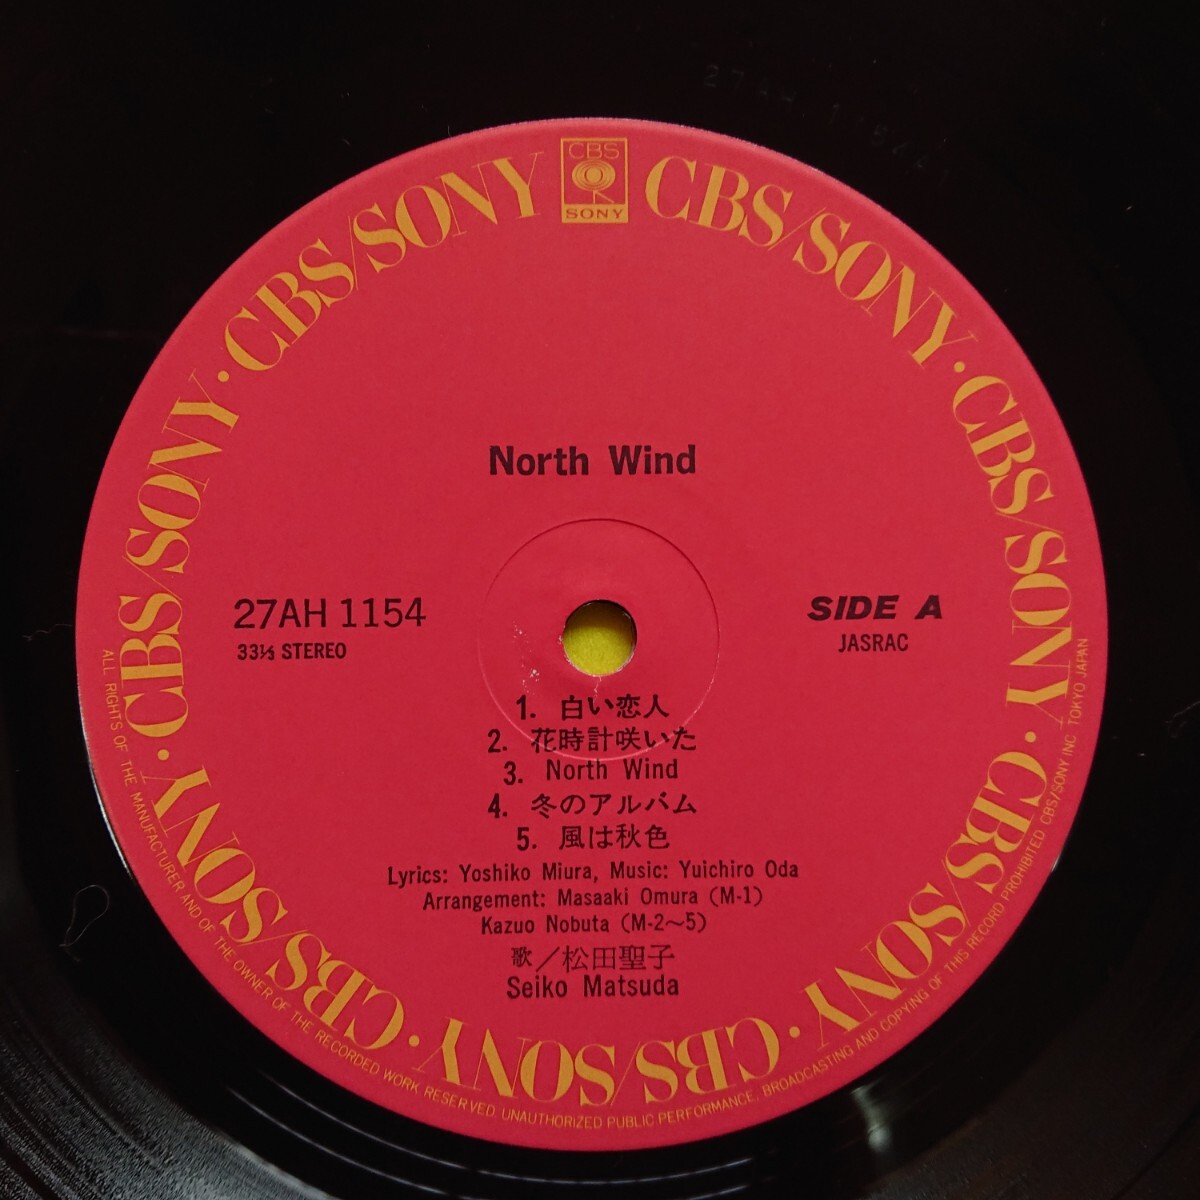 CBS
SONY
CBS/SONY · CBS/SONY · CBS/SONY · CBS/SONY · CBS/SONY · CBS/SONY · CBS/SONY · CBS/SONY
North Wind
27AH 1154
33⅓ STEREO
SIDE A
JASRAC
1. 白い恋人
2. 花時計咲いた
3. North Wind
4. 冬のアルバム
5. 風は秋色
Lyrics: Yoshiko Miura, Music: Yuichiro Oda
Arrangement: Masaaki Omura (M-1)
Kazuo Nobuta (M-2～5)
歌／松田聖子
Seiko Matsuda
ALL RIGHTS OF THE MANUFACTURER AND OF THE OWNER OF THE RECORDED WORK RESERVED. UNAUTHORIZED PUBLIC PERFORMANCE, BROADCASTING AND COPYING OF THIS RECORD PROHIBITED CBS/SONY INC. TOKYO JAPAN